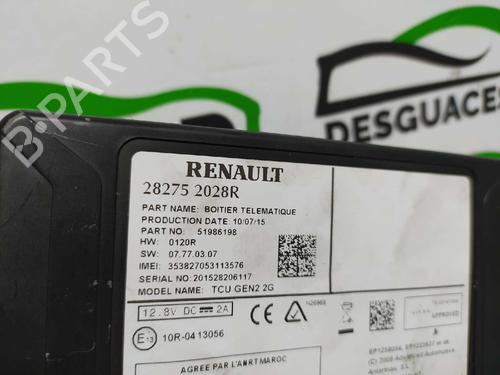 B-PARTS
DESGUACES
RENAULT
28275 2028R
PART NAME: BOITIER TELEMATIQUE
PRODUCTION DATE: 10/07/15
PART N°: 51986198
HW: 0120R
SW: 07.77.03.07
IMEI: 353827053113576
SERIAL NO: 201528206117
MODEL NAME: TCU GEN2 2G
12.8V DC 2A
E13 10R-04 13056
CE
APPROVED
AGREE PAR L'ANRT MAROC